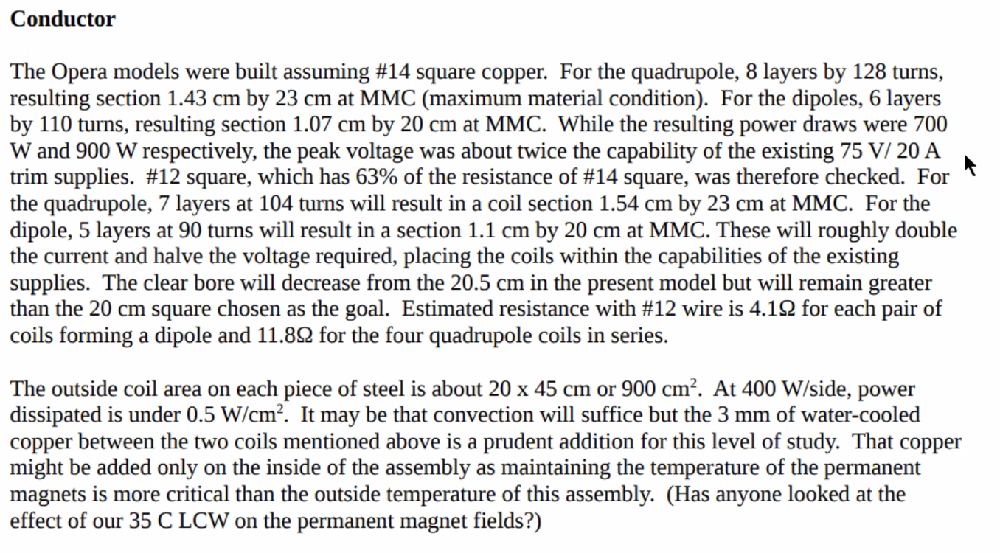 Conductor
The Opera models were built assuming #14 square copper.  For the quadrupole, 8 layers by 128 turns,
resulting section 1.43 cm by 23 cm at MMC (maximum material condition).  For the dipoles, 6 layers
by 110 turns, resulting section 1.07 cm by 20 cm at MMC.  While the resulting power draws were 700
W and 900 W respectively, the peak voltage was about twice the capability of the existing 75 V/ 20 A
trim supplies.  #12 square, which has 63% of the resistance of #14 square, was therefore checked.  For
the quadrupole, 7 layers at 104 turns will result in a coil section 1.54 cm by 23 cm at MMC.  For the
dipole, 5 layers at 90 turns will result in a section 1.1 cm by 20 cm at MMC. These will roughly double
the current and halve the voltage required, placing the coils within the capabilities of the existing
supplies.  The clear bore will decrease from the 20.5 cm in the present model but will remain greater
than the 20 cm square chosen as the goal.  Estimated resistance with #12 wire is 4.1Ω for each pair of
coils forming a dipole and 11.8Ω for the four quadrupole coils in series.
The outside coil area on each piece of steel is about 20 x 45 cm or 900 cm².  At 400 W/side, power
dissipated is under 0.5 W/cm².  It may be that convection will suffice but the 3 mm of water-cooled
copper between the two coils mentioned above is a prudent addition for this level of study.  That copper
might be added only on the inside of the assembly as maintaining the temperature of the permanent
magnets is more critical than the outside temperature of this assembly.  (Has anyone looked at the
effect of our 35 C LCW on the permanent magnet fields?)